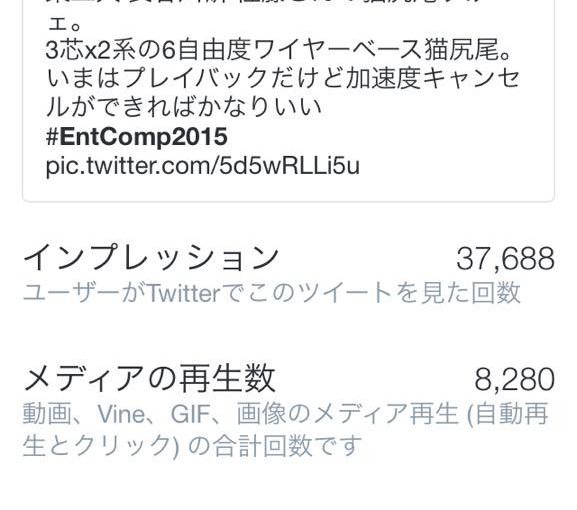 ェ。
3芯x2系の6自由度ワイヤーベース猫尻尾。
いまはプレイバックだけど加速度キャンセ
ルができればかなりいい
#EntComp2015
pic.twitter.com/5d5wRLLi5u
インプレッション 37,688
ユーザーがTwitterでこのツイートを見た回数
メディアの再生数 8,280
動画、Vine、GIF、画像のメディア再生 (自動再
生とクリック) の合計回数です